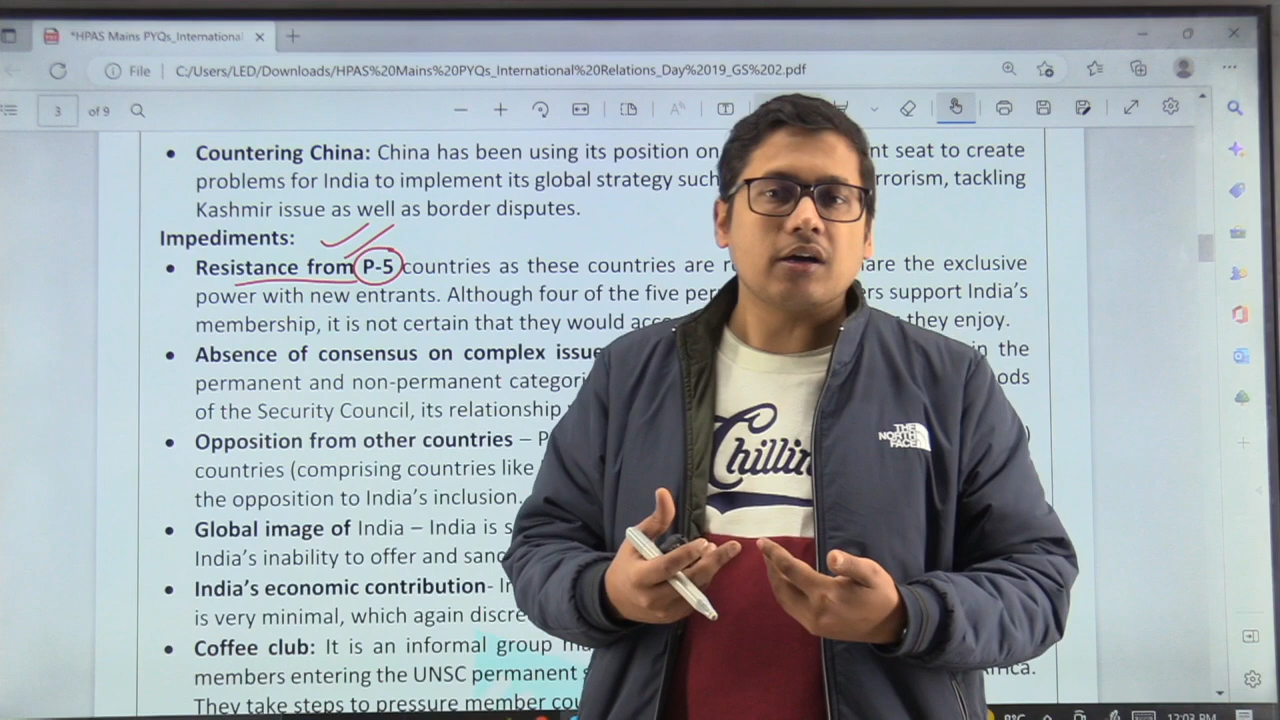 *HPAS Mains PYQs_International
File C:/Users/LED/Downloads/HPAS%20Mains%20PYQs_International%20Relations_Day%2019_GS%202.pdf
3 of 9
Countering China: China has been using its position on nt seat to create
problems for India to implement its global strategy such rrorism, tackling
Kashmir issue as well as border disputes.
Impediments:
Resistance from P-5 countries as these countries are are the exclusive
power with new entrants. Although four of the five per ers support India's
membership, it is not certain that they would acc they enjoy.
Absence of consensus on complex issue n the
permanent and non-permanent categori ods
of the Security Council, its relationship
Opposition from other countries – P
countries (comprising countries like
the opposition to India's inclusion.
Global image of India – India is s
India's inability to offer and sanc
India's economic contribution- In
is very minimal, which again discre
Coffee club: It is an informal group
members entering the UNSC permanent frica.
They take steps to pressure member cou
Chillin
THE
NORTH
FACE
12:03 PM